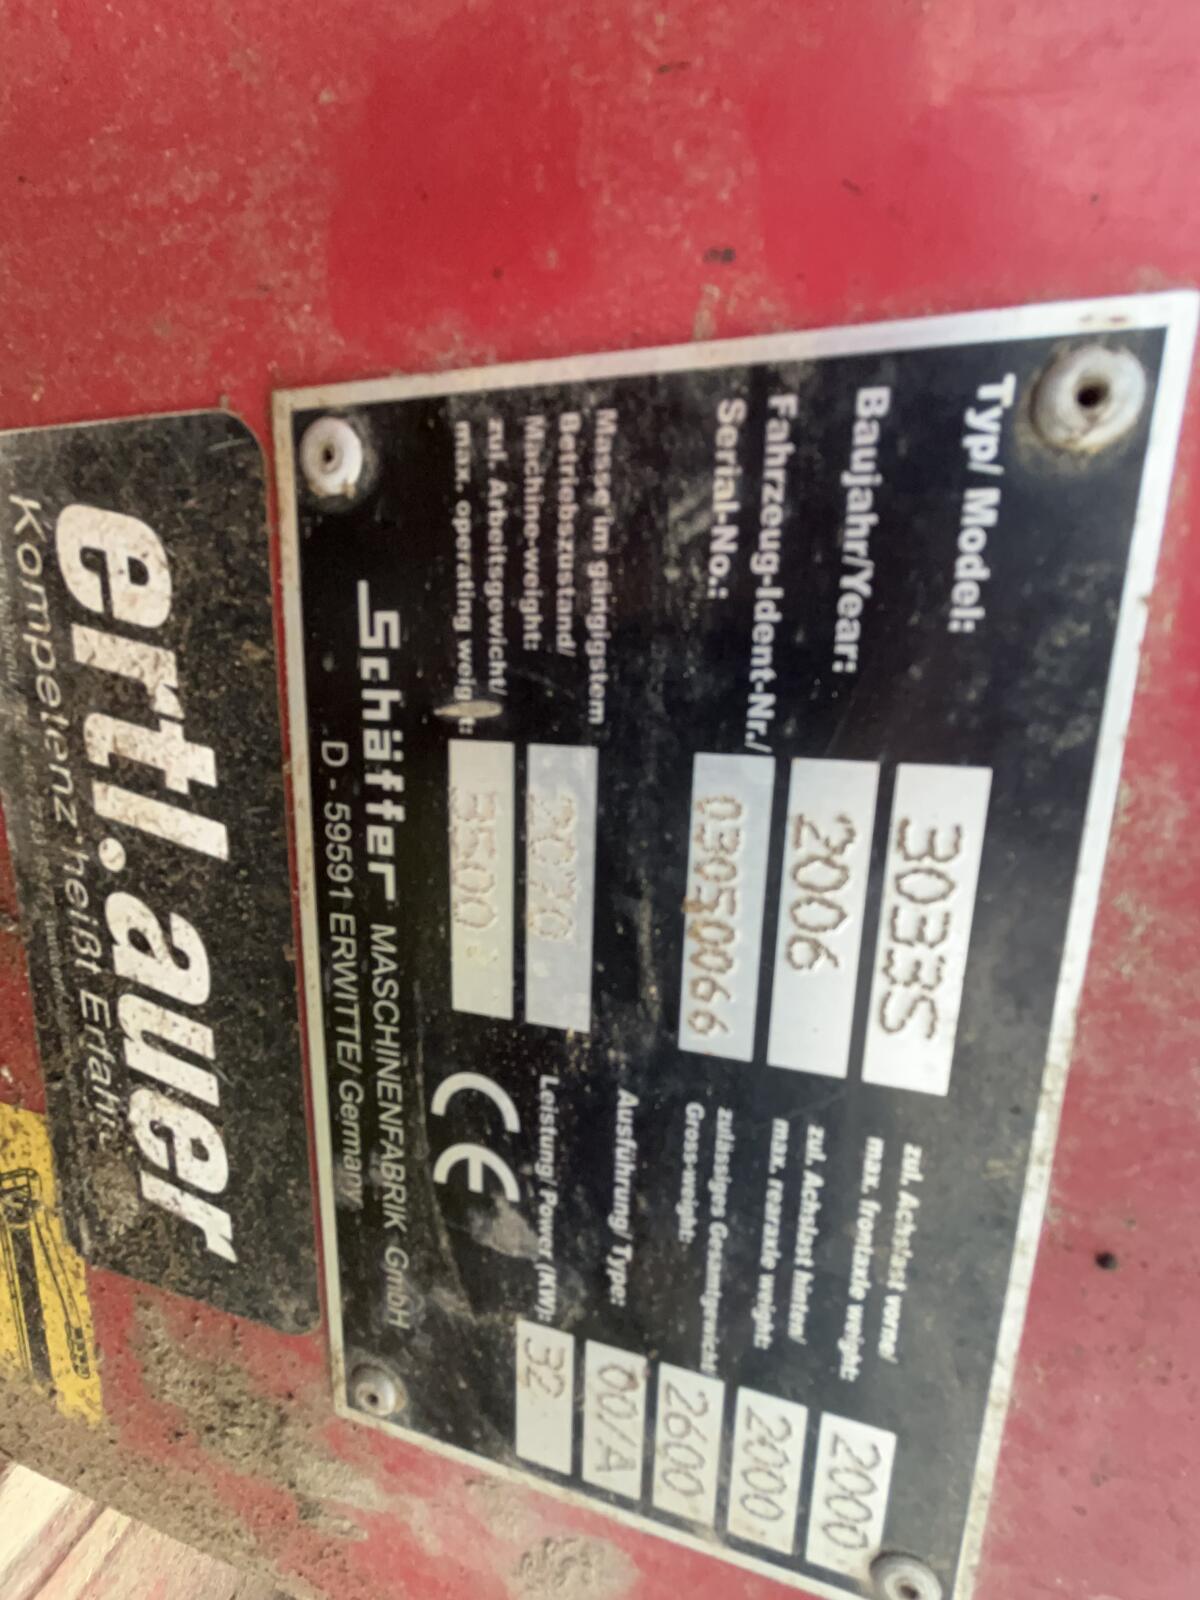 Typ/ Model: 3033S
Baujahr/Year: 2006
Fahrzeug-Ident-Nr./
Serial-No.: 03050066
Masse im gängigstem
Betriebszustand/
Machine-weight: 2070
zul. Arbeitsgewicht/
max. operating weight: 3500
zul. Achslast vorne/
max. frontaxle weight: 2000
zul. Achslast hinten/
max. rearaxle weight: 2000
zulässiges Gesamtgewicht/
Gross-weight: 2600
Ausführung/ Type: 00/A
Leistung/ Power (KW): 32
CE
Schäffer MASCHINENFABRIK GmbH
D - 59591 ERWITTE/ Germany
ertl.auer
Kompetenz heißt Erfahr